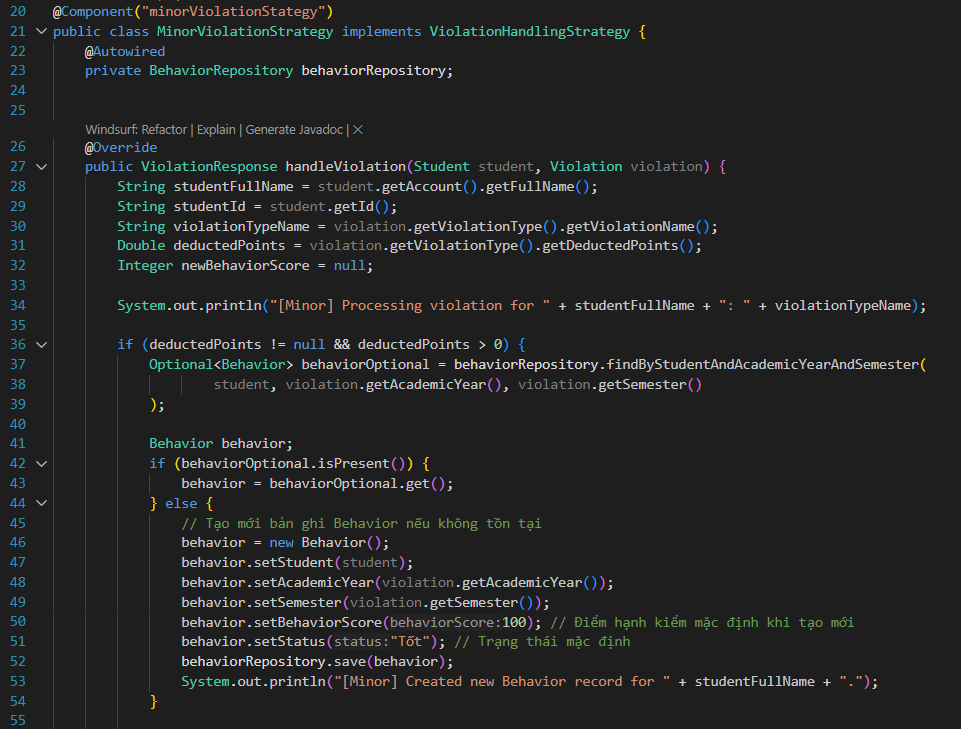 20 @Component("minorViolationStategy")
21 public class MinorViolationStrategy implements ViolationHandlingStrategy {
22 @Autowired
23 private BehaviorRepository behaviorRepository;
24
25
Windsurf: Refactor | Explain | Generate Javadoc | ✕
26 @Override
27 public ViolationResponse handleViolation(Student student, Violation violation) {
28 String studentFullName = student.getAccount().getFullName();
29 String studentId = student.getId();
30 String violationTypeName = violation.getViolationType().getViolationName();
31 Double deductedPoints = violation.getViolationType().getDeductedPoints();
32 Integer newBehaviorScore = null;
33
34 System.out.println("[Minor] Processing violation for " + studentFullName + ": " + violationTypeName);
35
36 if (deductedPoints != null && deductedPoints > 0) {
37 Optional<Behavior> behaviorOptional = behaviorRepository.findByStudentAndAcademicYearAndSemester(
38 student, violation.getAcademicYear(), violation.getSemester()
39 );
40
41 Behavior behavior;
42 if (behaviorOptional.isPresent()) {
43 behavior = behaviorOptional.get();
44 } else {
45 // Tạo mới bản ghi Behavior nếu không tồn tại
46 behavior = new Behavior();
47 behavior.setStudent(student);
48 behavior.setAcademicYear(violation.getAcademicYear());
49 behavior.setSemester(violation.getSemester());
50 behavior.setBehaviorScore(behaviorScore:100); // Điểm hạnh kiểm mặc định khi tạo mới
51 behavior.setStatus(status:"Tốt"); // Trạng thái mặc định
52 behaviorRepository.save(behavior);
53 System.out.println("[Minor] Created new Behavior record for " + studentFullName + ".");
54 }
55